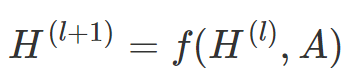 H^{(l+1)} = f(H^{(l)}, A)